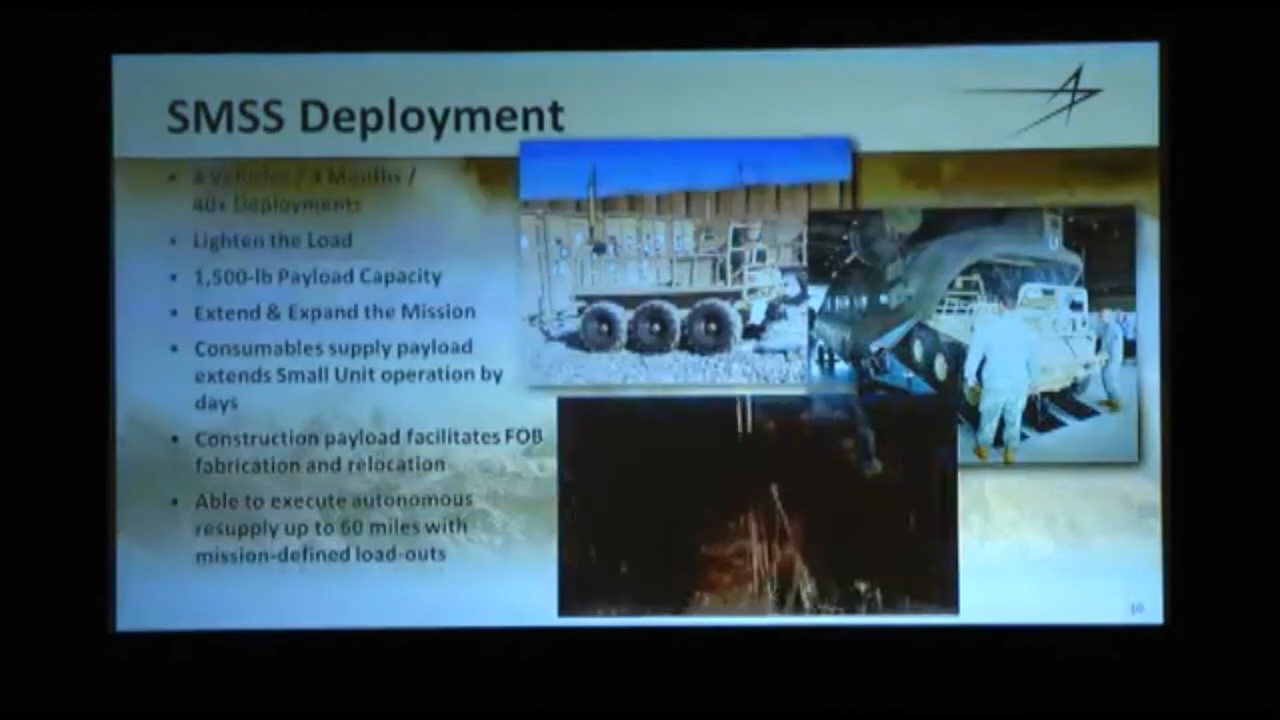 SMSS Deployment
• 4 Vehicles / 4 Months /
40+ Deployments
• Lighten the Load
• 1,500-lb Payload Capacity
• Extend & Expand the Mission
• Consumables supply payload
extends Small Unit operation by
days
• Construction payload facilitates FOB
fabrication and relocation
• Able to execute autonomous
resupply up to 60 miles with
mission-defined load-outs